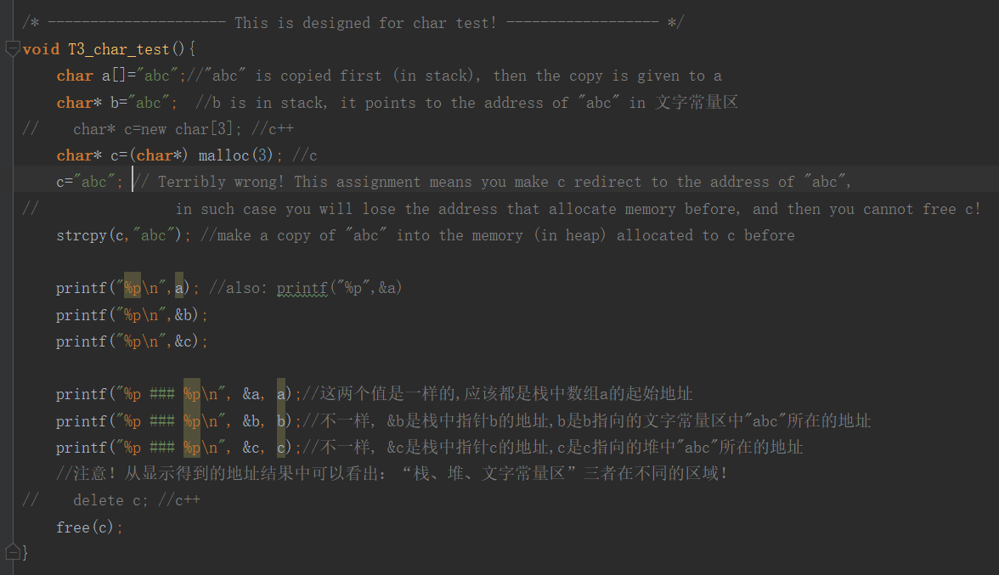 /* --------------------- This is designed for char test! ------------------ */
void T3_char_test(){
    char a[]="abc";//"abc" is copied first (in stack), then the copy is given to a
    char* b="abc";  //b is in stack, it points to the address of "abc" in 文字常量区
//    char* c=new char[3]; //c++
    char* c=(char*) malloc(3); //c
    c="abc"; // Terribly wrong! This assignment means you make c redirect to the address of "abc",
//                in such case you will lose the address that allocate memory before, and then you cannot free c!
    strcpy(c,"abc"); //make a copy of "abc" into the memory (in heap) allocated to c before
    printf("%p\n",a); //also: printf("%p",&a)
    printf("%p\n",&b);
    printf("%p\n",&c);
    printf("%p ### %p\n", &a, a);//这两个值是一样的,应该都是栈中数组a的起始地址
    printf("%p ### %p\n", &b, b);//不一样, &b是栈中指针b的地址,b是b指向的文字常量区中"abc"所在的地址
    printf("%p ### %p\n", &c, c);//不一样, &c是栈中指针c的地址,c是c指向的堆中"abc"所在的地址
    //注意！从显示得到的地址结果中可以看出：“栈、堆、文字常量区”三者在不同的区域！
//    delete c; //c++
    free(c);
}